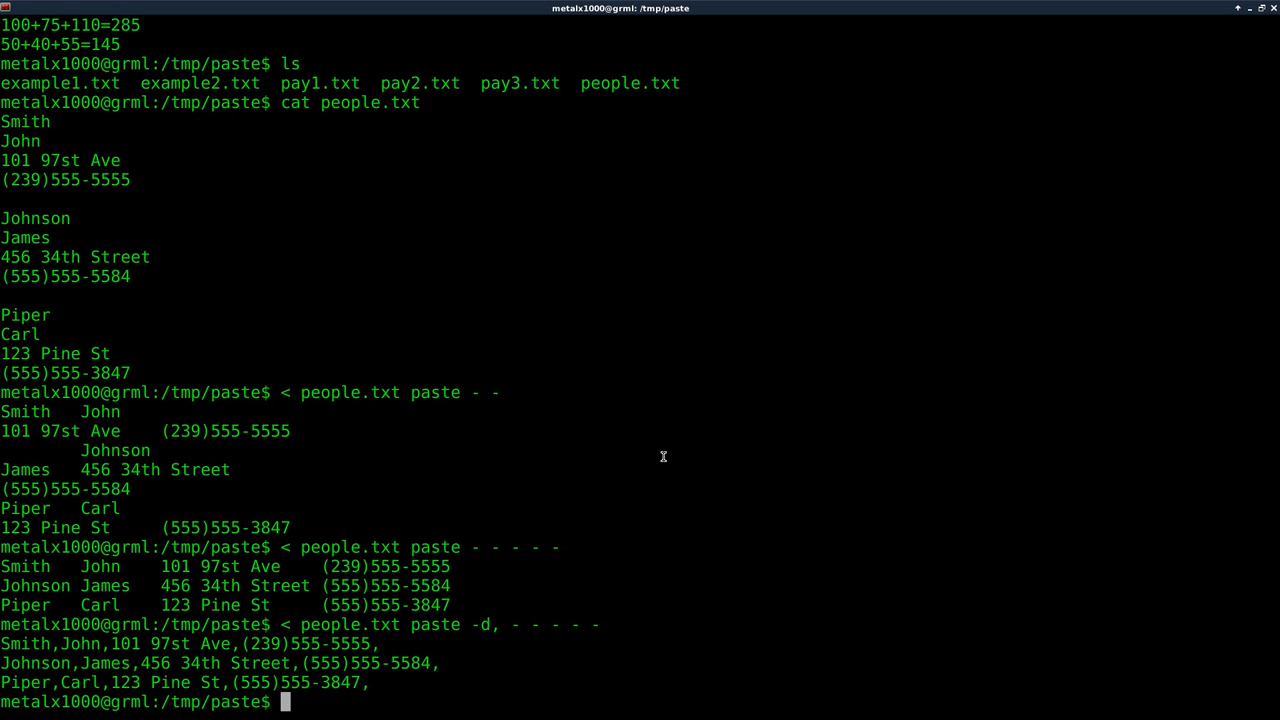 metalx1000@grml: /tmp/paste
100+75+110=285
50+40+55=145
metalx1000@grml:/tmp/paste$ ls
example1.txt  example2.txt  pay1.txt  pay2.txt  pay3.txt  people.txt
metalx1000@grml:/tmp/paste$ cat people.txt
Smith
John
101 97st Ave
(239)555-5555

Johnson
James
456 34th Street
(555)555-5584

Piper
Carl
123 Pine St
(555)555-3847
metalx1000@grml:/tmp/paste$ < people.txt paste - -
Smith   John
101 97st Ave    (239)555-5555
        Johnson
James   456 34th Street
(555)555-5584
Piper   Carl
123 Pine St     (555)555-3847
metalx1000@grml:/tmp/paste$ < people.txt paste - - - - -
Smith   John    101 97st Ave    (239)555-5555
Johnson James   456 34th Street (555)555-5584
Piper   Carl    123 Pine St     (555)555-3847
metalx1000@grml:/tmp/paste$ < people.txt paste -d, - - - - -
Smith,John,101 97st Ave,(239)555-5555,
Johnson,James,456 34th Street,(555)555-5584,
Piper,Carl,123 Pine St,(555)555-3847,
metalx1000@grml:/tmp/paste$